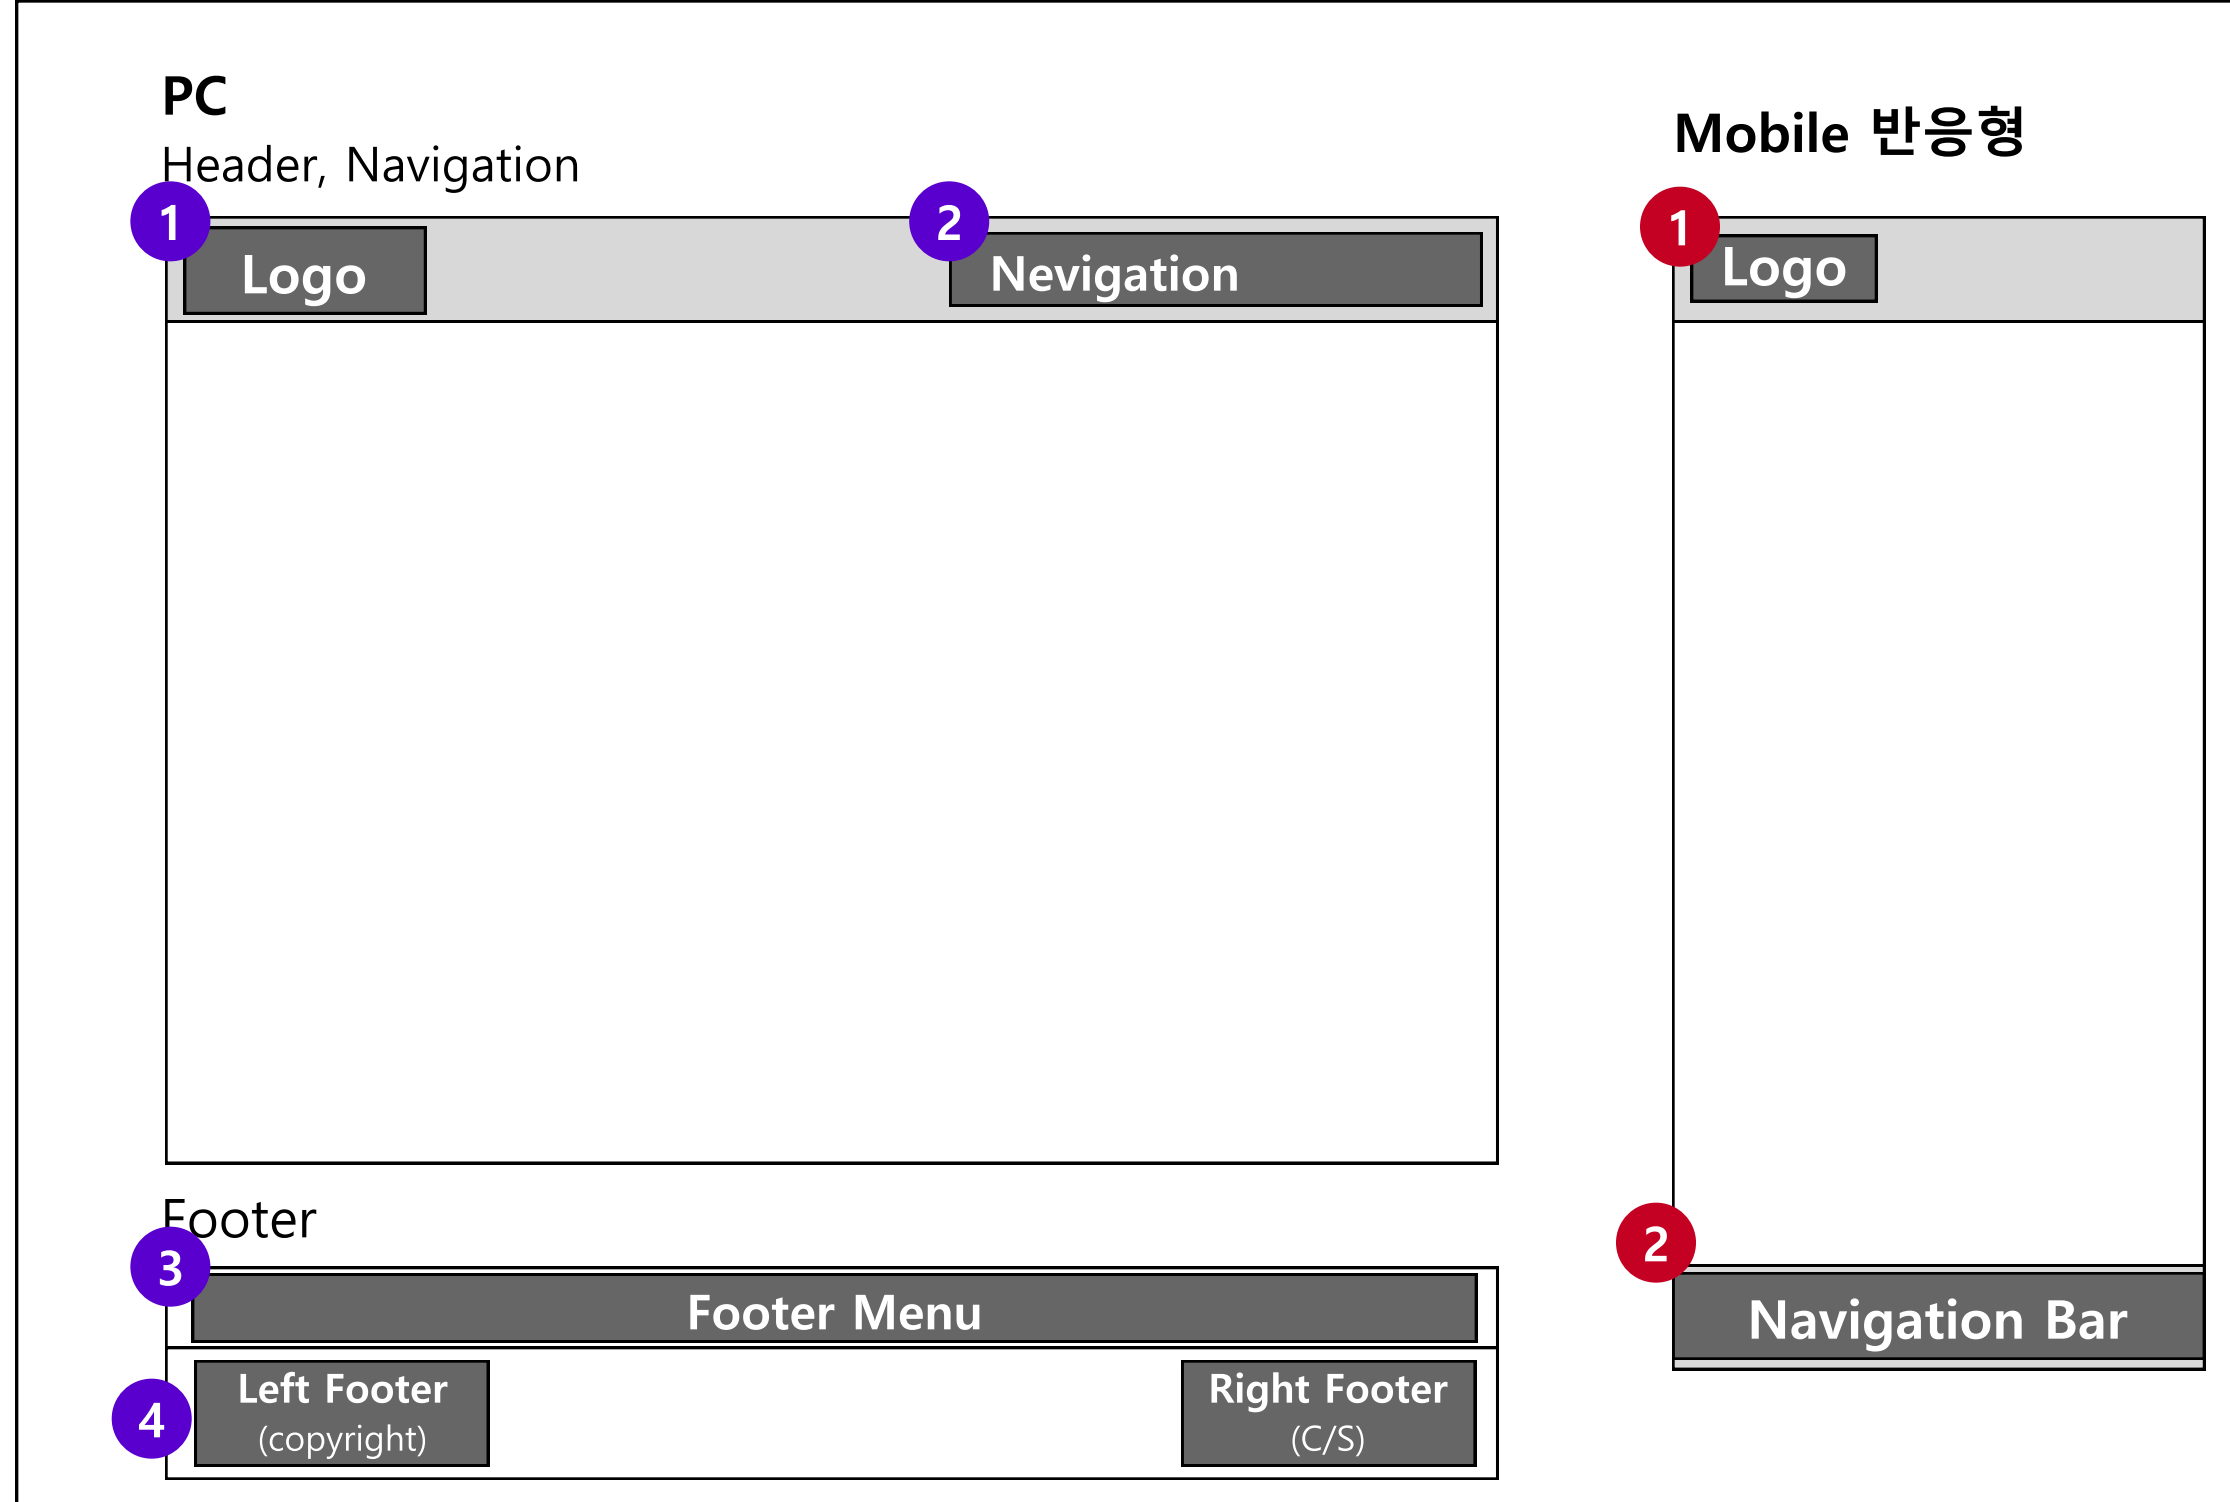 PC
Header, Navigation
1
Logo
2
Nevigation
Footer
3
Footer Menu
4
Left Footer
(copyright)
Right Footer
(C/S)
Mobile 반응형
1
Logo
2
Navigation Bar